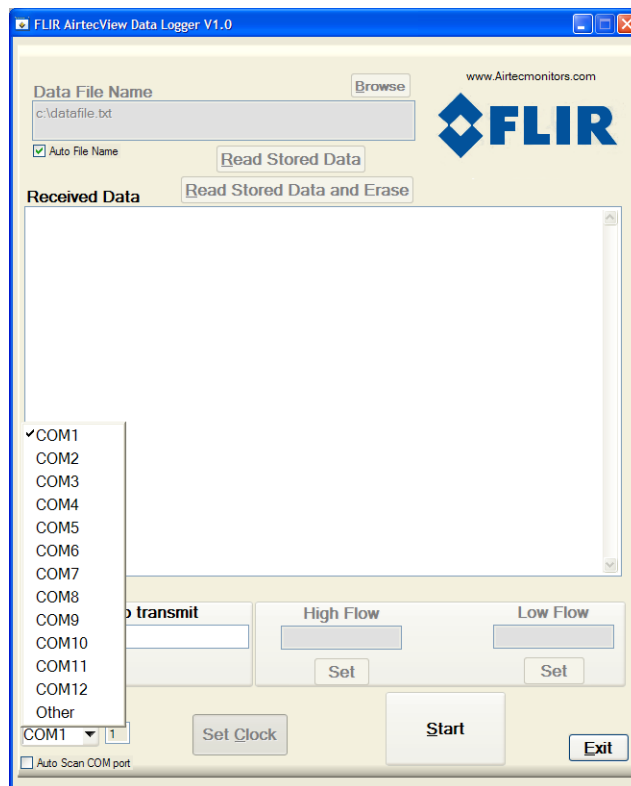 FLIR AirtecView Data Logger V1.0
www.Airtecmonitors.com
Data File Name
Browse
c:\datafile.txt
FLIR
Auto File Name
Read Stored Data
Read Stored Data and Erase
Received Data
COM1
COM2
COM3
COM4
COM5
COM6
COM7
COM8
COM9
COM10
COM11
COM12
Other
transmit
High Flow
Low Flow
Set
Set
COM1
1
Set Clock
Start
Exit
Auto Scan COM port